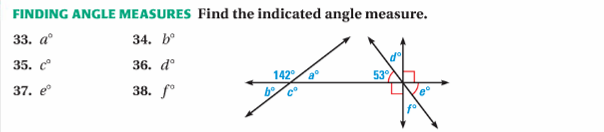 FINDING ANGLE MEASURES Find the indicated angle measure.
33. a°
34. b°
35. c°
36. d°
37. e°
38. f°
142°
a°
b°
c°
d°
53°
e°
f°